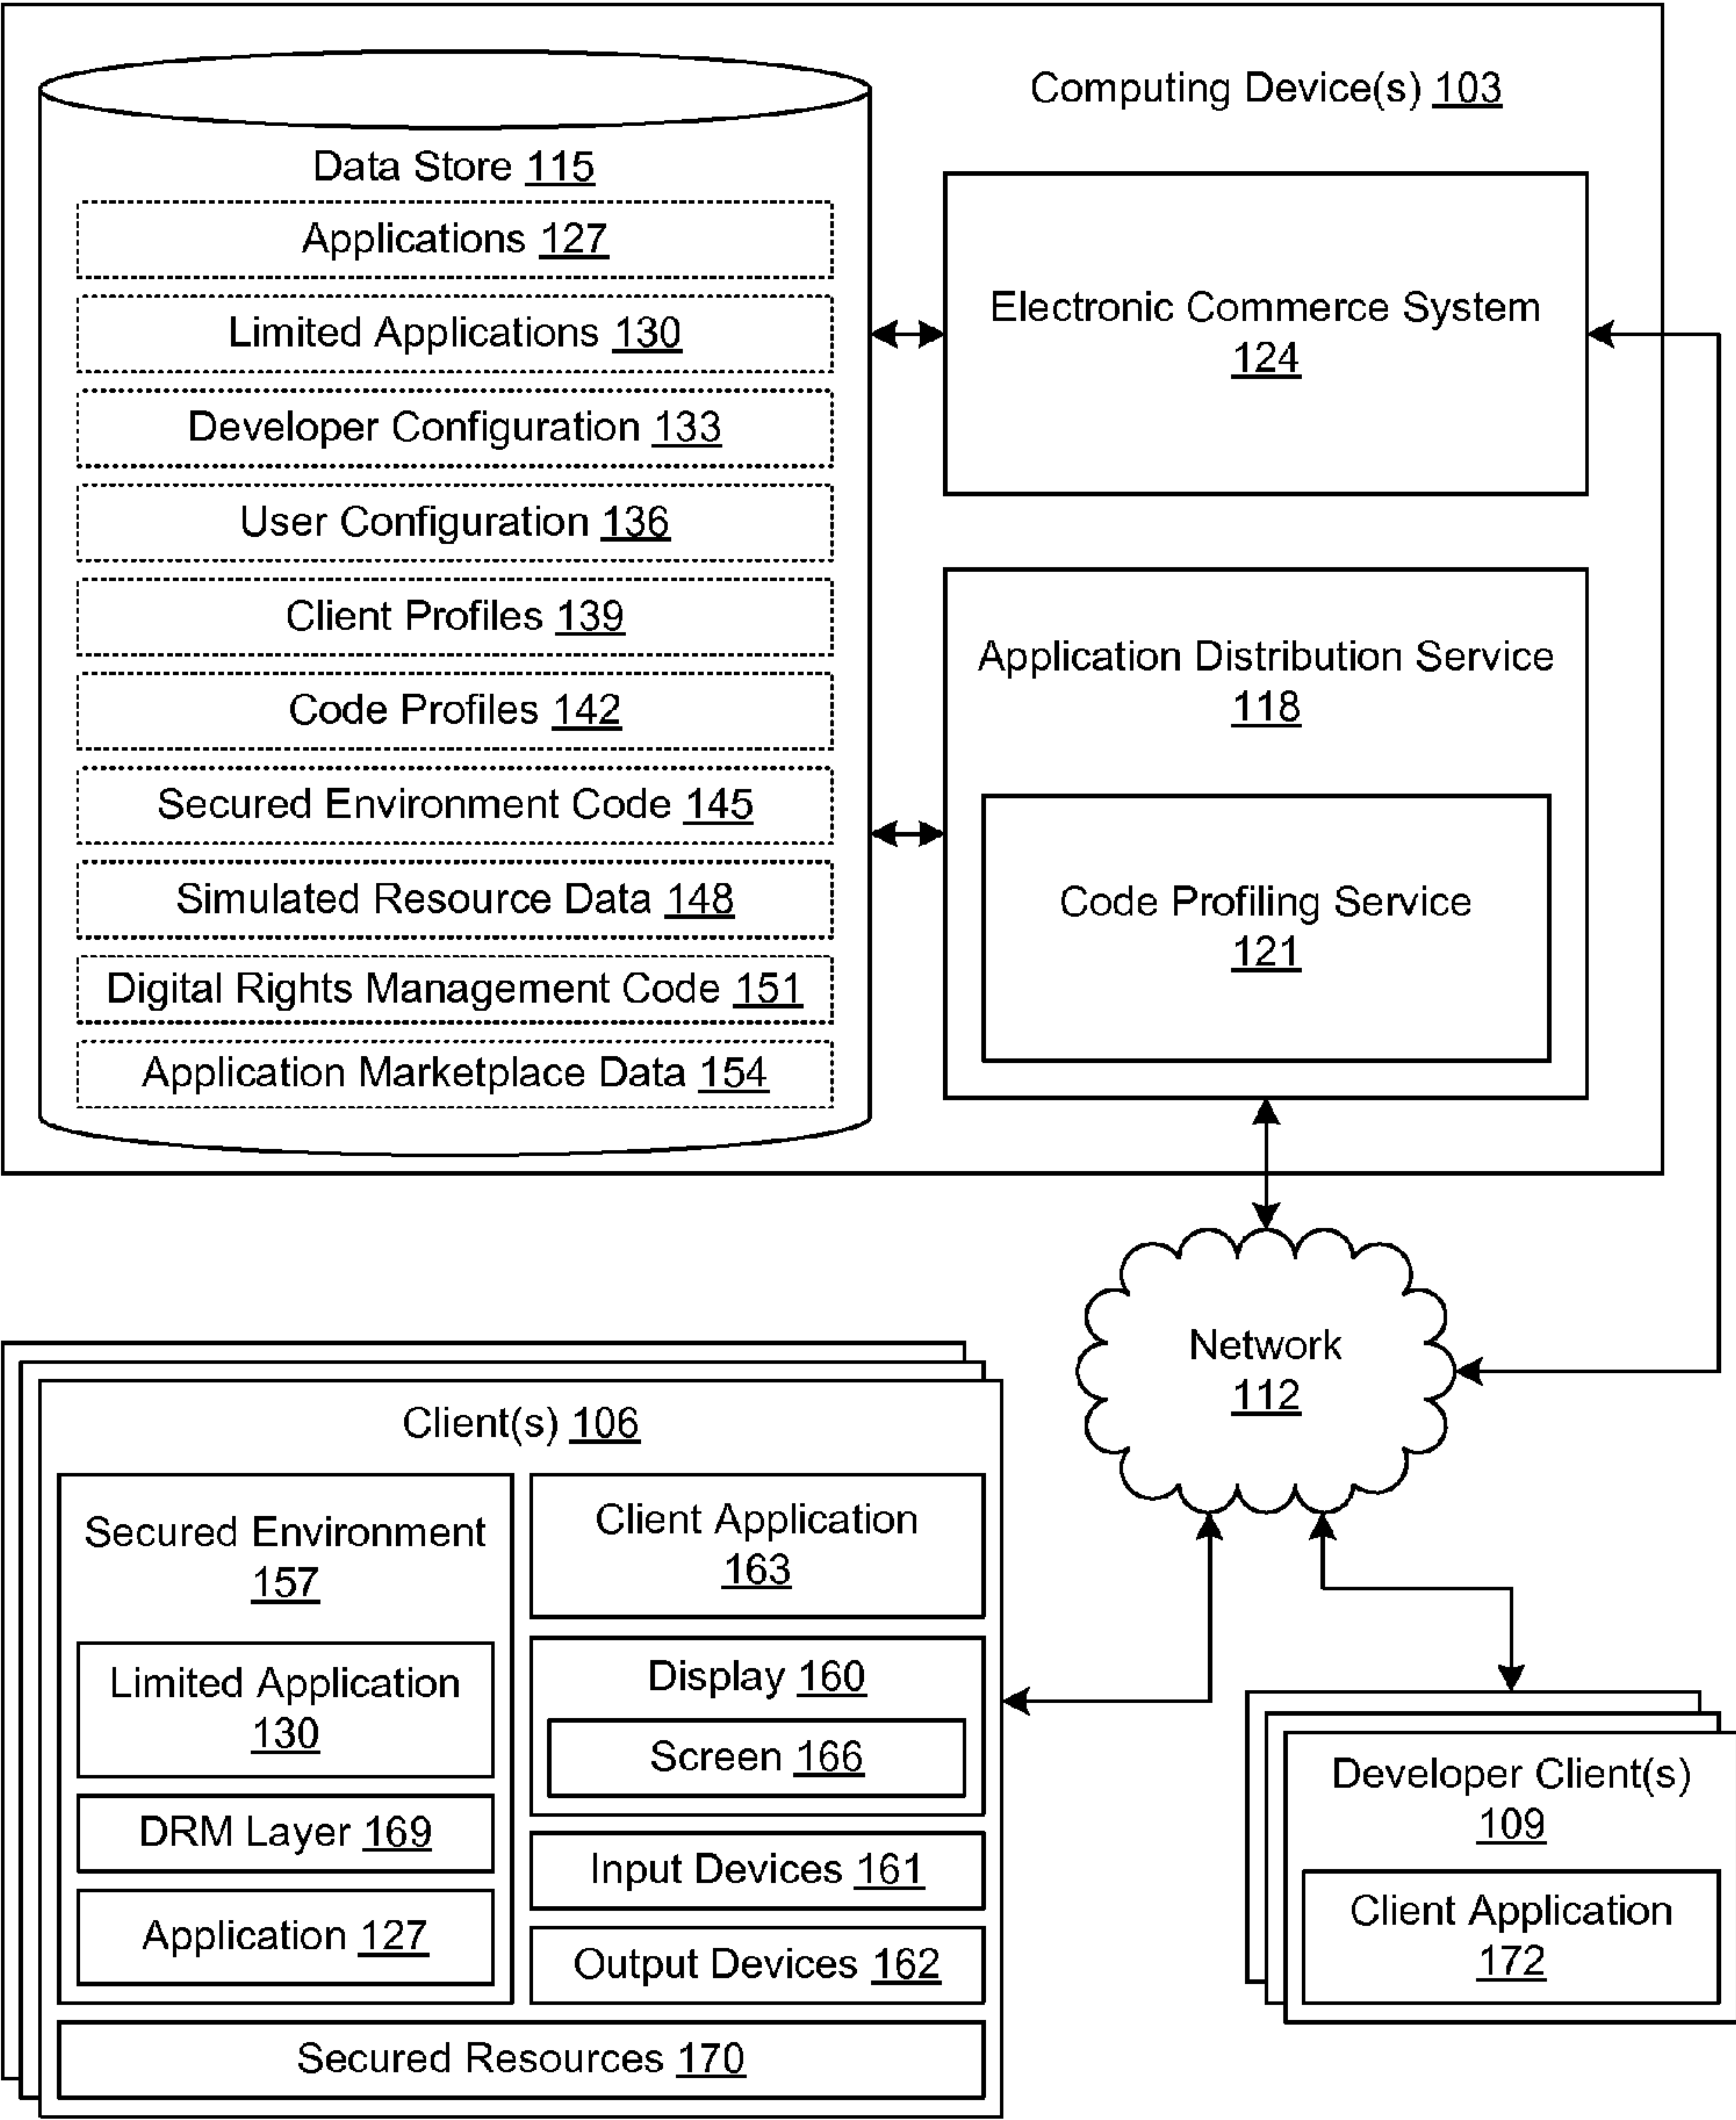 Computing Device(s) 103
Data Store 115
Applications 127
Limited Applications 130
Developer Configuration 133
User Configuration 136
Client Profiles 139
Code Profiles 142
Secured Environment Code 145
Simulated Resource Data 148
Digital Rights Management Code 151
Application Marketplace Data 154
Electronic Commerce System
124
Application Distribution Service
118
Code Profiling Service
121
Network
112
Client(s) 106
Secured Environment
157
Limited Application
130
DRM Layer 169
Application 127
Client Application
163
Display 160
Screen 166
Input Devices 161
Output Devices 162
Secured Resources 170
Developer Client(s)
109
Client Application
172